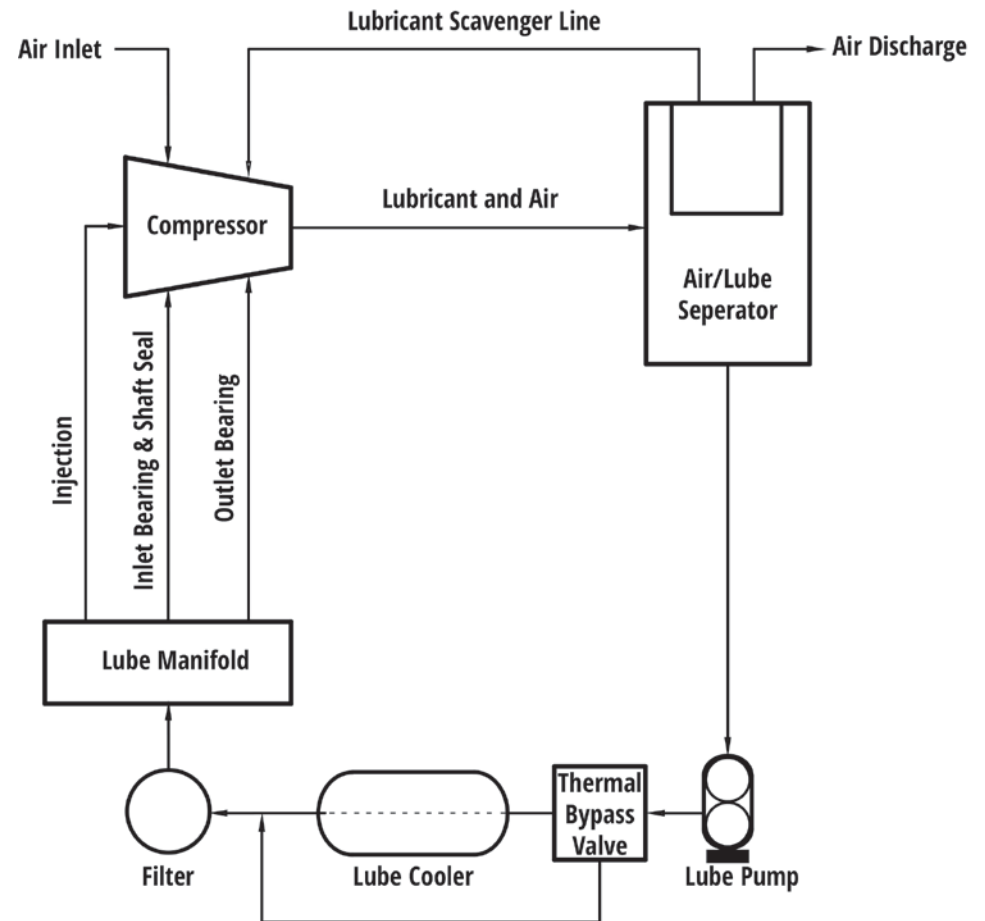 Lubricant Scavenger Line
Air Inlet
Air Discharge
Compressor
Lubricant and Air
Air/Lube
Seperator
Injection
Inlet Bearing & Shaft Seal
Outlet Bearing
Lube Manifold
Thermal
Bypass
Valve
Filter
Lube Cooler
Lube Pump